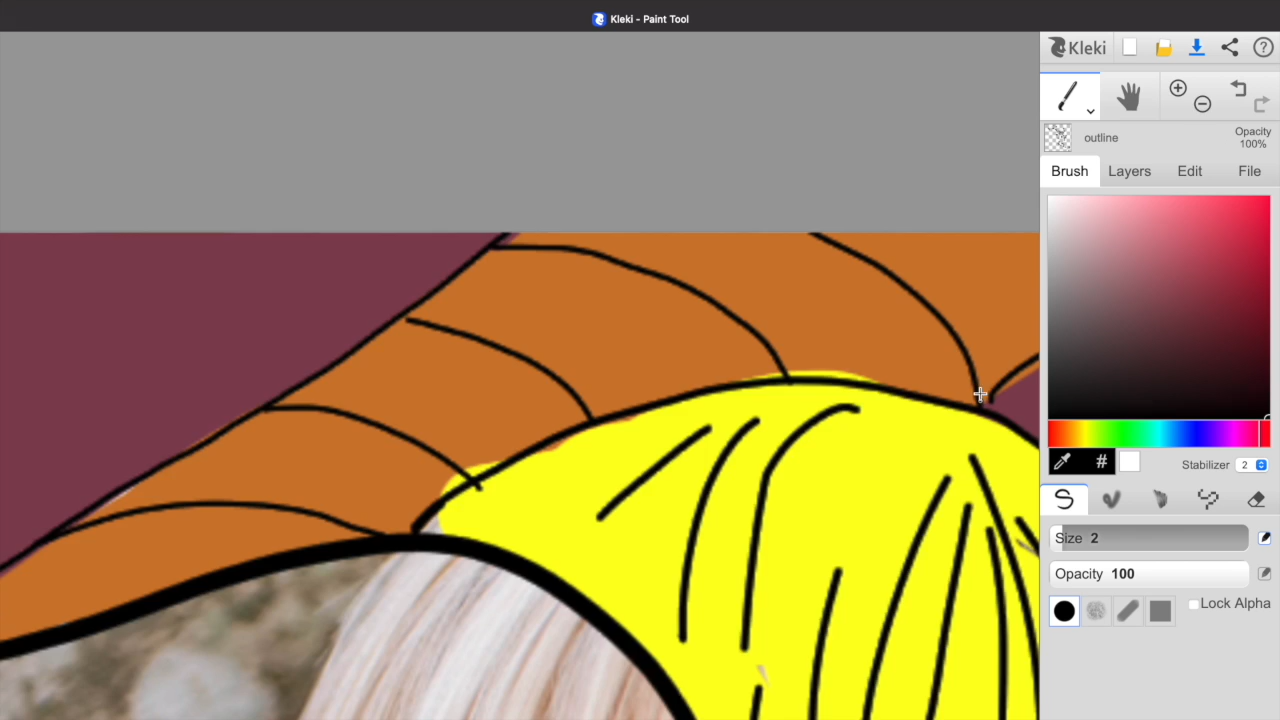 Kleki - Paint Tool
Kleki
outline
Opacity
100%
Brush Layers Edit File
#
Stabilizer 2
Size 2
Opacity 100
Lock Alpha